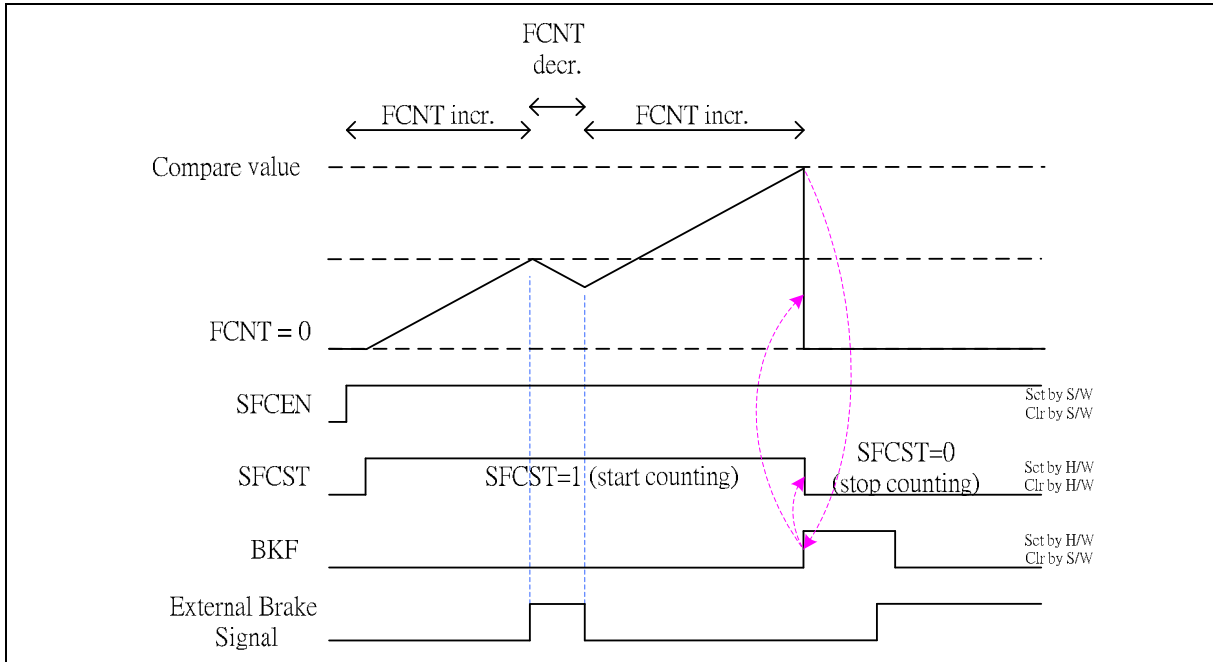 FCNT
decr.
FCNT incr.
FCNT incr.
Compare value
FCNT = 0
SFCEN
Set by S/W
Clr by S/W
SFCST
SFCST=1 (start counting)
SFCST=0
(stop counting)
Set by H/W
Clr by H/W
BKF
Set by H/W
Clr by S/W
External Brake
Signal